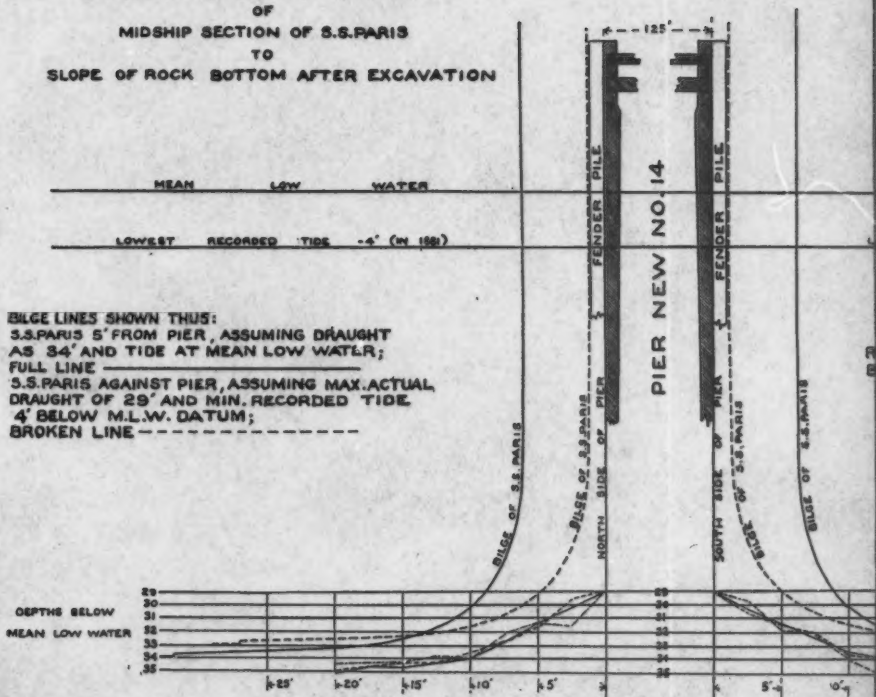 OF
MIDSHIP SECTION OF S.S.PARIS
TO
SLOPE OF ROCK BOTTOM AFTER EXCAVATION
125'
MEAN LOW WATER
LOWEST RECORDED TIDE -4' (IN 1881)
BILGE LINES SHOWN THUS:
S.S.PARIS 5' FROM PIER, ASSUMING DRAUGHT
AS 34' AND TIDE AT MEAN LOW WATER;
FULL LINE
S.S.PARIS AGAINST PIER, ASSUMING MAX. ACTUAL
DRAUGHT OF 29' AND MIN. RECORDED TIDE
4' BELOW M.L.W. DATUM;
BROKEN LINE
BILGE OF S.S.PARIS
BILGE OF S.S.PARIS
FENDER PILE
NORTH SIDE OF PIER
PIER NEW NO.14
FENDER PILE
SOUTH SIDE OF PIER
BILGE OF S.S.PARIS
BILGE OF S.S.PARIS
DEPTHS BELOW
MEAN LOW WATER
29
30
31
32
33
34
35
29
30
31
32
33
34
35
25'
20'
15'
10'
5'
5'
10'